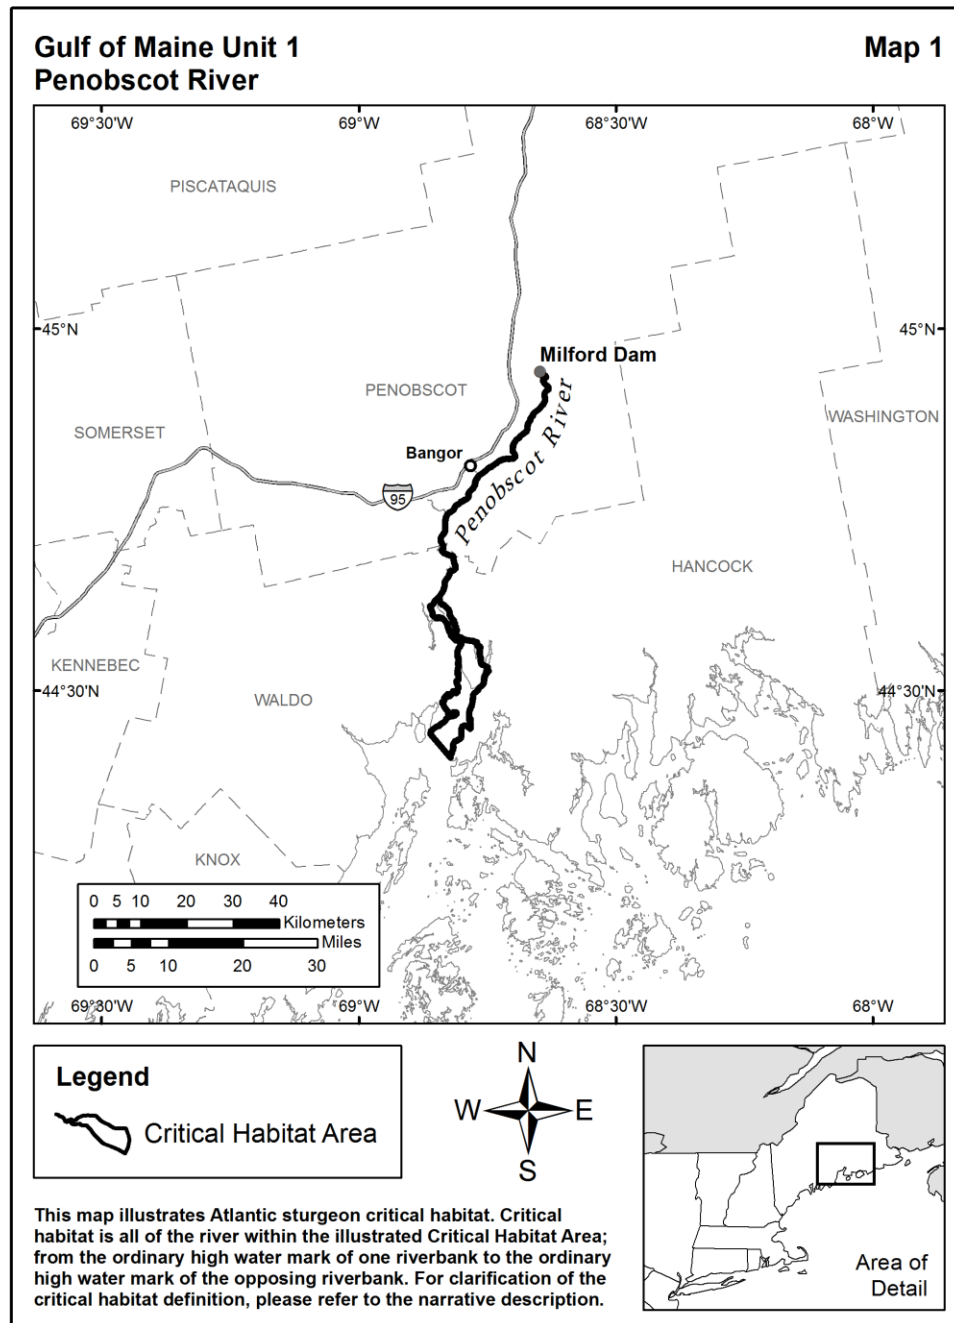 Gulf of Maine Unit 1
Map 1
Penobscot River
69°30'W
69°W
68°30'W
68°W
PISCATAQUIS
45°N
45°N
Milford Dam
PENOBSCOT
WASHINGTON
SOMERSET
Bangor
Penobscot River
95
HANCOCK
KENNEBEC
WALDO
44°30'N
44°30'N
KNOX
0 5 10 20 30 40
Kilometers
Miles
0 5 10 20 30
69°30'W
69°W
68°30'W
68°W
Legend
Critical Habitat Area
N
W
E
S
This map illustrates Atlantic sturgeon critical habitat. Critical
habitat is all of the river within the illustrated Critical Habitat Area;
from the ordinary high water mark of one riverbank to the ordinary
high water mark of the opposing riverbank. For clarification of the
critical habitat definition, please refer to the narrative description.
Area of
Detail